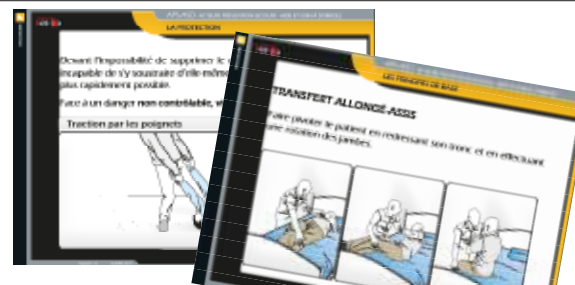 LA PROTECTION
Devant l'impossibilité de supprimer le
incapable de s'y soustraire d'elle-même
plus rapidement possible.
Face à un danger non contrôlable, vi
Traction par les poignets
LES PRINCIPES DE BASE
TRANSFERT ALLONGÉ-ASSIS
Faire pivoter le patient en redressant son tronc et en effectuant
une rotation des jambes.